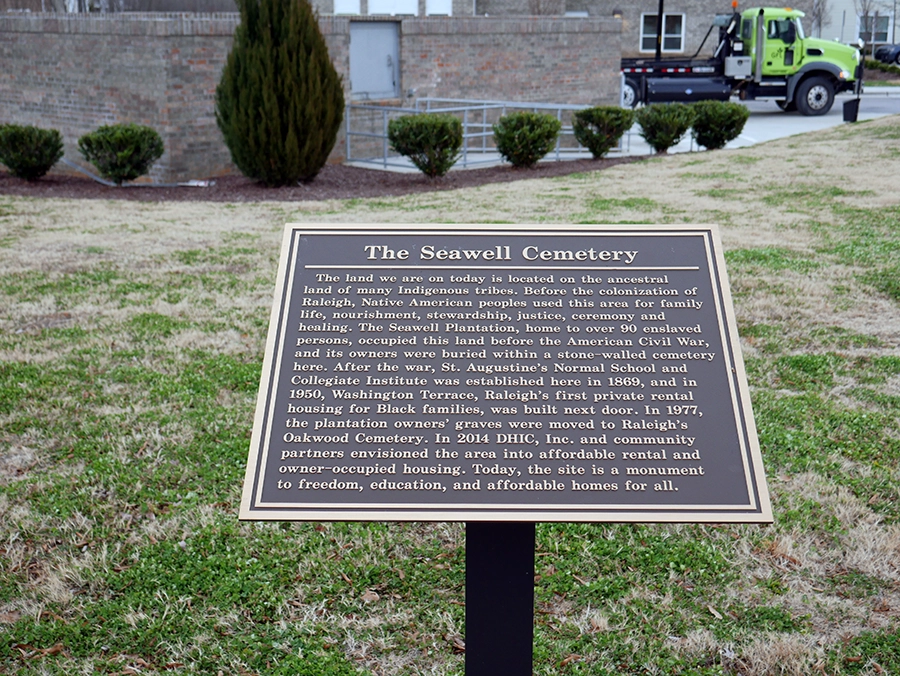 The Seawell Cemetery
The land we are on today is located on the ancestral
land of many Indigenous tribes. Before the colonization of
Raleigh, Native American peoples used this area for family
life, nourishment, stewardship, justice, ceremony and
healing. The Seawell Plantation, home to over 90 enslaved
persons, occupied this land before the American Civil War,
and its owners were buried within a stone-walled cemetery
here. After the war, St. Augustine's Normal School and
Collegiate Institute was established here in 1869, and in
1950, Washington Terrace, Raleigh's first private rental
housing for Black families, was built next door. In 1977,
the plantation owners' graves were moved to Raleigh's
Oakwood Cemetery. In 2014 DHIC, Inc. and community
partners envisioned the area into affordable rental and
owner-occupied housing. Today, the site is a monument
to freedom, education, and affordable homes for all.